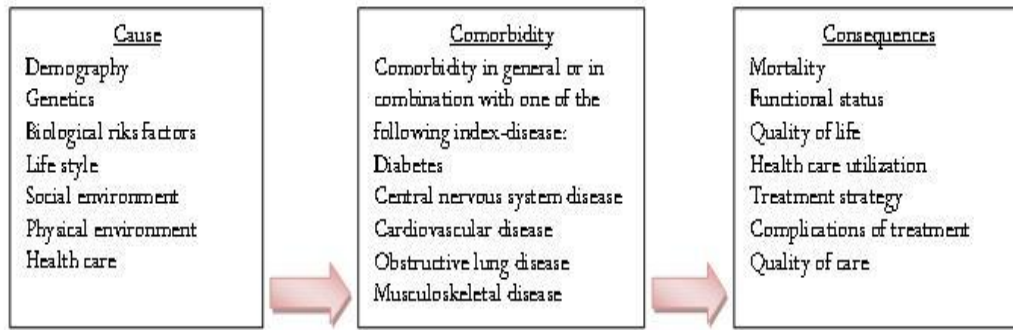 Cause
Demography
Genetics
Biological riks factors
Life style
Social environment
Physical environment
Health care
Comorbidity
Comorbidity in general or in
combination with one of the
following index-disease:
Diabetes
Central nervous system disease
Cardiovascular disease
Obstructive lung disease
Musculoskeletal disease
Consequences
Mortality
Functional status
Quality of life
Health care utilization
Treatment strategy
Complications of treatment
Quality of care